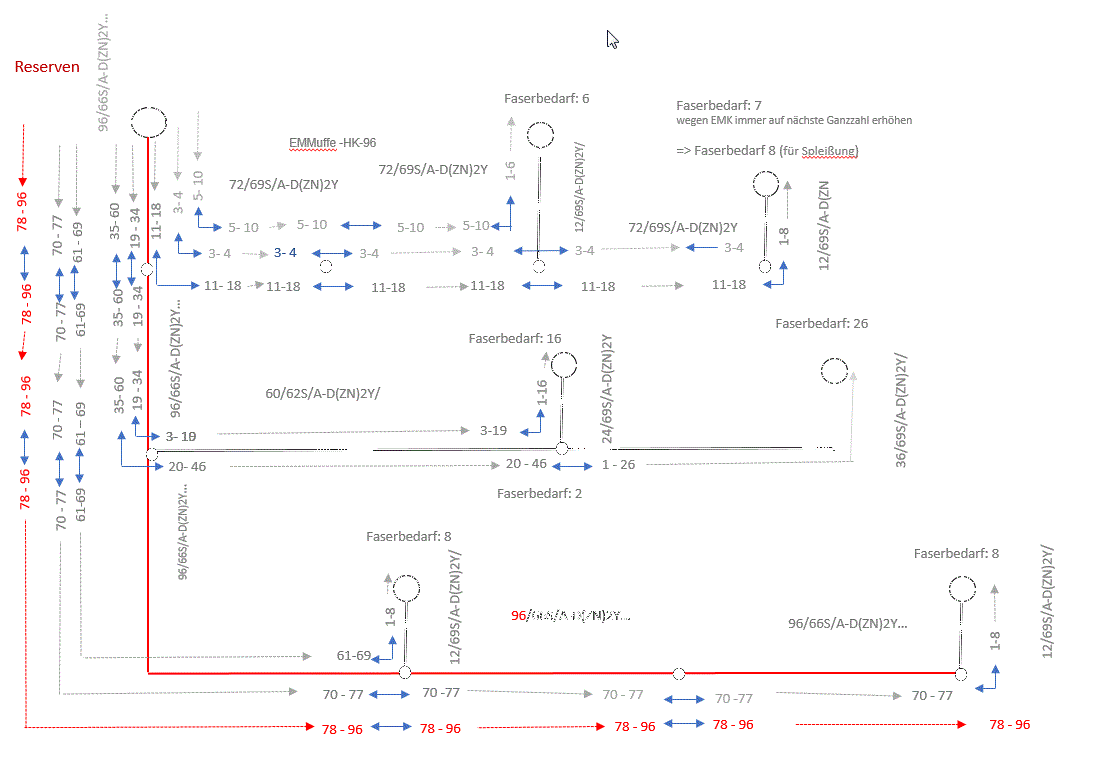 Reserven
96/66S/A-D(ZN)2Y...
Faserbedarf: 6
Faserbedarf: 7
wegen EMK immer auf nächste Ganzzahl erhöhen
=> Faserbedarf 8 (für Spleißung)
EMMuffe -HK-96
72/69S/A-D(ZN)2Y
72/69S/A-D(ZN)2Y
1-6
12/69S/A-D(ZN)2Y/
72/69S/A-D(ZN)2Y
1-8
12/69S/A-D(ZN
78 - 96
70 - 77
61 - 69
35- 60
19 - 34
11- 18
3- 4
5- 10
5- 10
5- 10
5-10
5-10
3- 4
3- 4
3-4
3- 4
3-4
3-4
11- 18
11-18
11-18
11-18
11-18
11-18
78 - 96
70 - 77
61-69
35- 60
19 - 34
96/66S/A-D(ZN)2Y...
Faserbedarf: 16
Faserbedarf: 26
78 - 96
70 - 77
61 – 69
35- 60
19 - 34
60/62S/A-D(ZN)2Y/
1-16
24/69S/A-D(ZN)2Y/
36/69S/A-D(ZN)2Y/
3-19
20- 46
20 - 46
1 - 26
Faserbedarf: 2
78 - 96
70 - 77
61-69
96/66S/A-D(ZN)2Y...
Faserbedarf: 8
Faserbedarf: 8
1-8
12/69S/A-D(ZN)2Y/
96/66S/A-D(ZN)2Y...
96/66S/A-D(ZN)2Y...
1-8
12/69S/A-D(ZN)2Y/
61-69
70 - 77
70 -77
70 - 77
70 -77
70 - 77
78 - 96
78 - 96
78 - 96
78 - 96
78 - 96